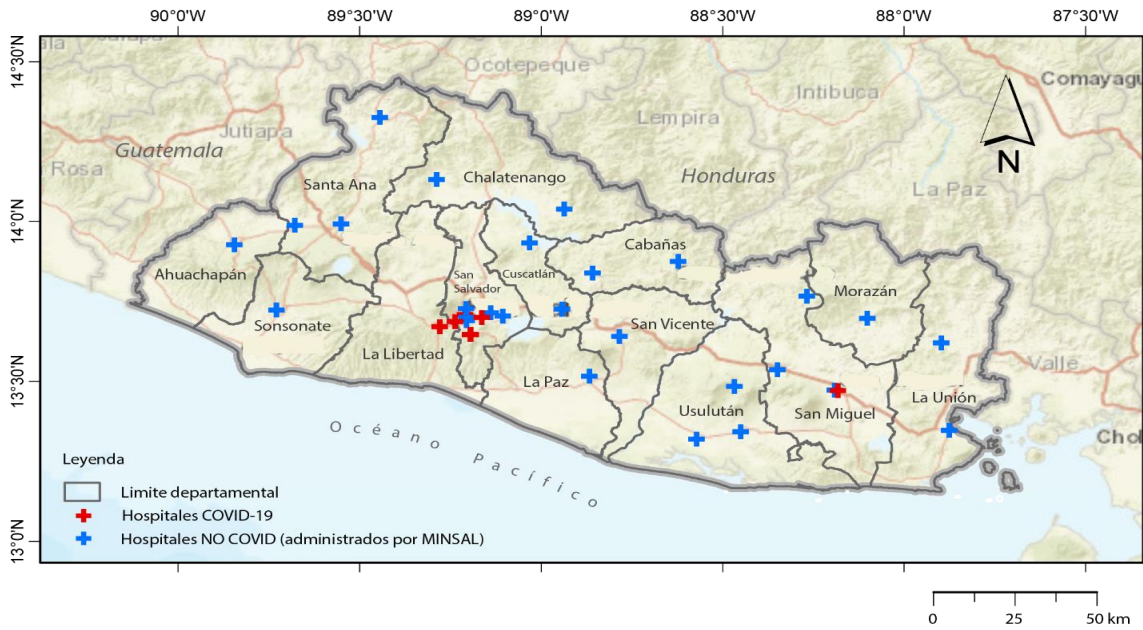 90°0'W 89°30'W 89°0'W 88°30'W 88°0'W 87°30'W
14°30'N
14°0'N
13°30'N
13°0'N
Ocotepeque
Comayagu
Intibuca
Lempira
Jutiapa
Guatemala
Rosa
Honduras
La Paz
Santa Ana
Chalatenango
Cabañas
Ahuachapán
San
Salvador
Cuscatlán
Morazán
Sonsonate
San Vicente
La Libertad
Valle
La Paz
La Unión
Usulután
San Miguel
Chol
Océano Pacífico
N
Leyenda
Limite departamental
Hospitales COVID-19
Hospitales NO COVID (administrados por MINSAL)
0 25 50 km